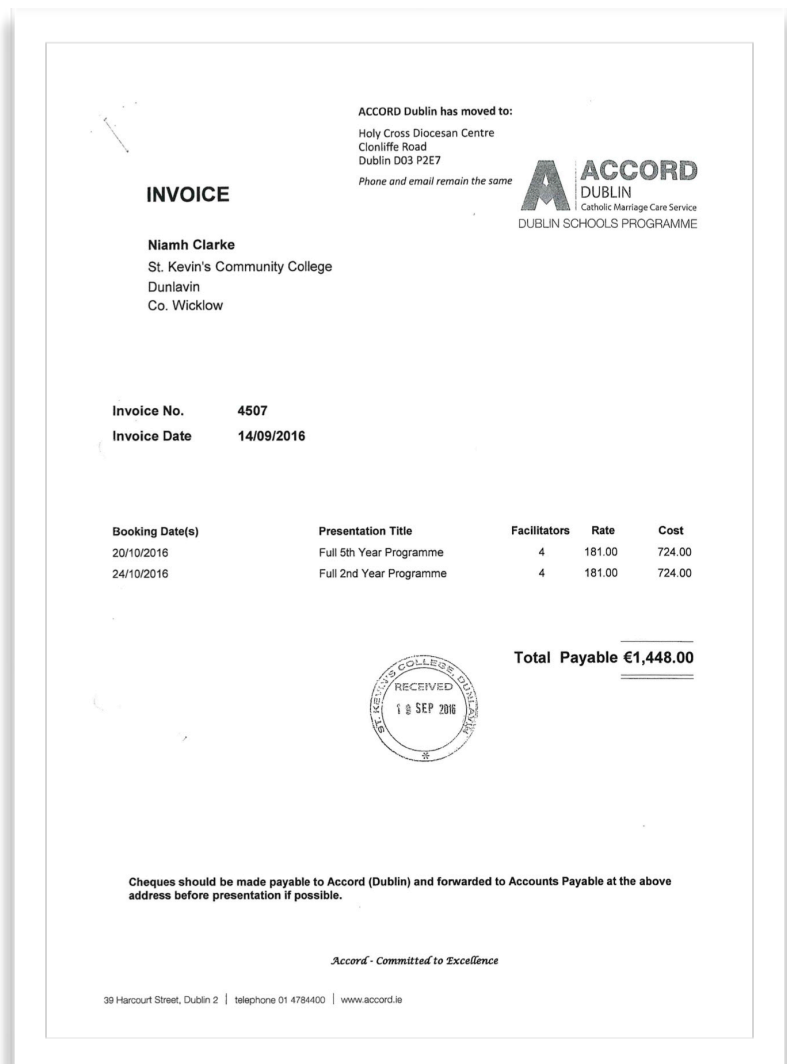 ACCORD Dublin has moved to:
Holy Cross Diocesan Centre
Clonliffe Road
Dublin D03 P2E7
Phone and email remain the same
ACCORD
DUBLIN
Catholic Marriage Care Service
DUBLIN SCHOOLS PROGRAMME
INVOICE
Niamh Clarke
St. Kevin's Community College
Dunlavin
Co. Wicklow
Invoice No. 4507
Invoice Date 14/09/2016
Booking Date(s) Presentation Title Facilitators Rate Cost
20/10/2016 Full 5th Year Programme 4 181.00 724.00
24/10/2016 Full 2nd Year Programme 4 181.00 724.00
Total Payable €1,448.00
ST. KEVIN'S COLLEGE, DUNLAVIN
RECEIVED
SEP 2016
Cheques should be made payable to Accord (Dublin) and forwarded to Accounts Payable at the above
address before presentation if possible.
Accord - Committed to Excellence
39 Harcourt Street, Dublin 2 | telephone 01 4784400 | www.accord.ie